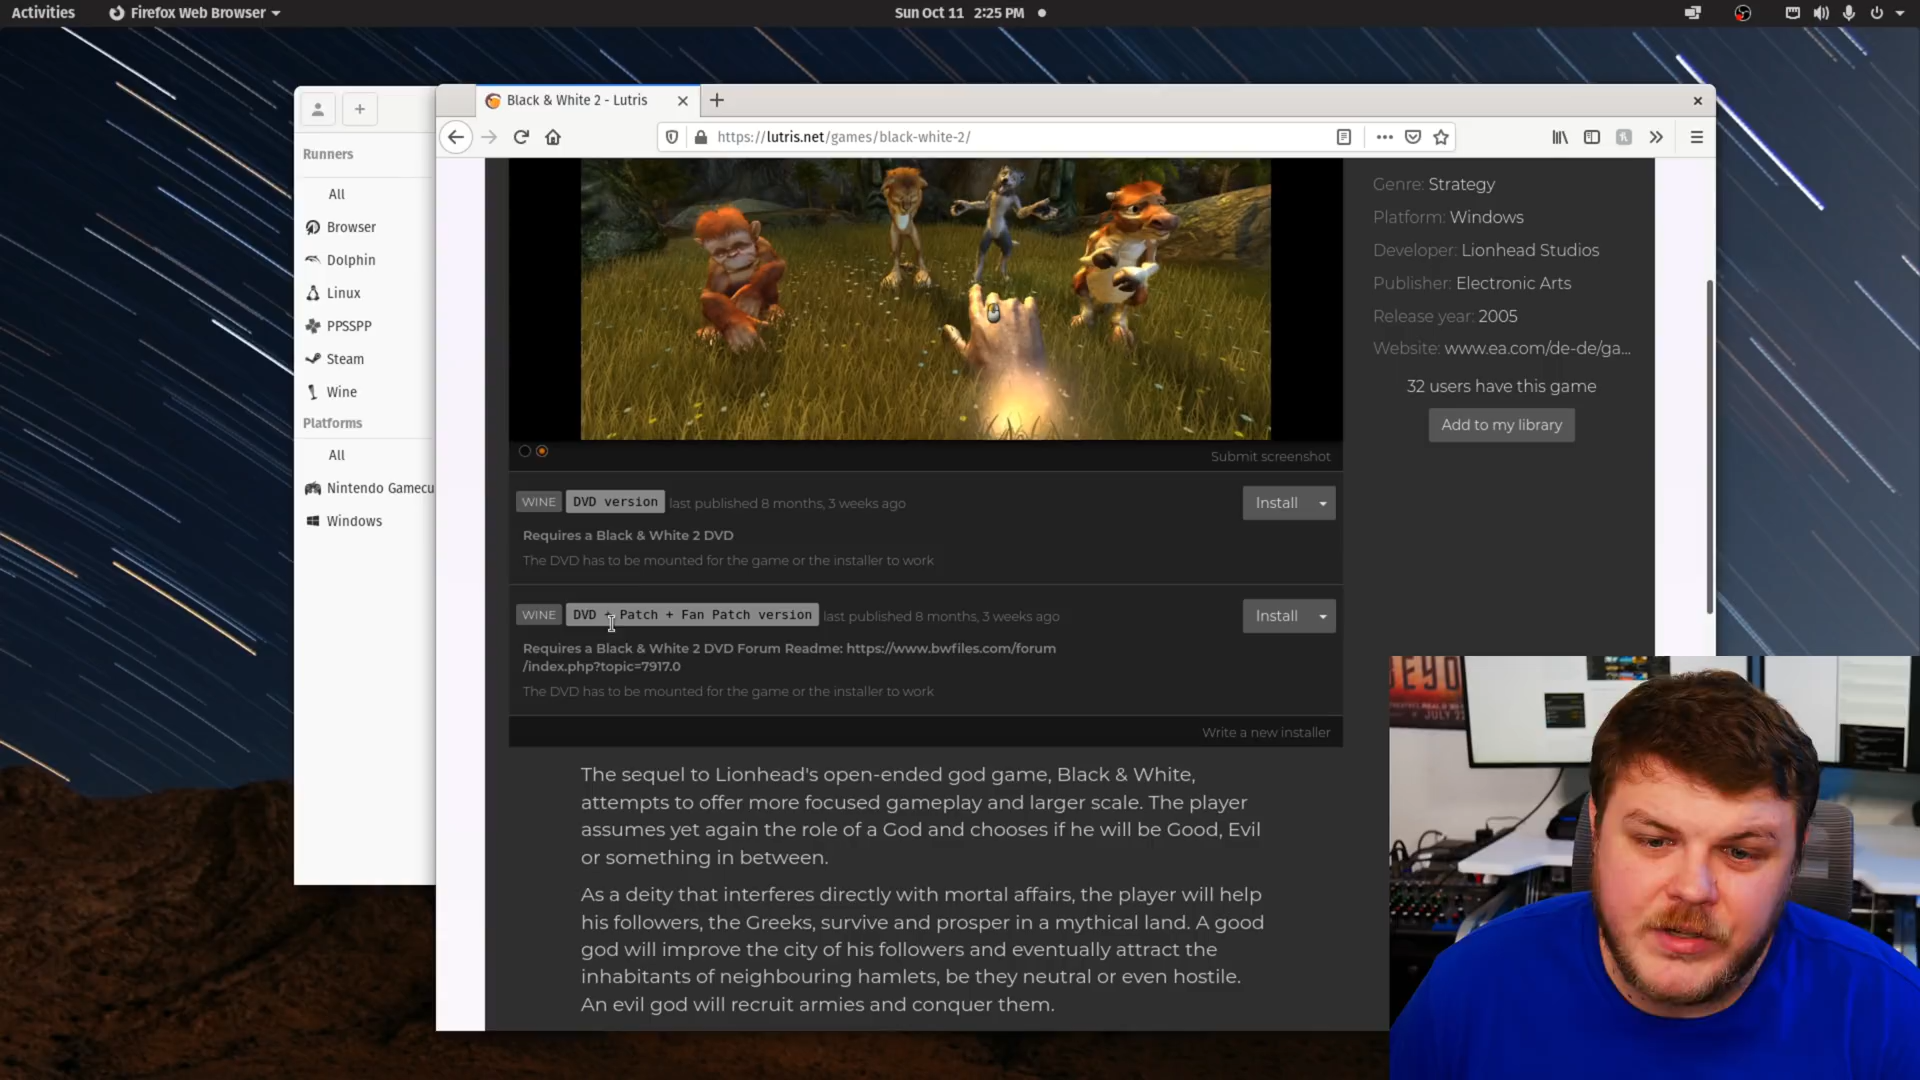 Activities
Firefox Web Browser
Sun Oct 11 2:25 PM
Black & White 2 - Lutris
https://lutris.net/games/black-white-2/
Runners
All
Browser
Dolphin
Linux
PPSSPP
Steam
Wine
Platforms
All
Nintendo Gamecu
Windows
Genre: Strategy
Platform: Windows
Developer: Lionhead Studios
Publisher: Electronic Arts
Release year: 2005
Website: www.ea.com/de-de/ga...
32 users have this game
Add to my library
Submit screenshot
WINE DVD version last published 8 months, 3 weeks ago
Install
Requires a Black & White 2 DVD
The DVD has to be mounted for the game or the installer to work
WINE DVD + Patch + Fan Patch version last published 8 months, 3 weeks ago
Install
Requires a Black & White 2 DVD Forum Readme: https://www.bwfiles.com/forum
/index.php?topic=7917.0
The DVD has to be mounted for the game or the installer to work
Write a new installer
The sequel to Lionhead's open-ended god game, Black & White,
attempts to offer more focused gameplay and larger scale. The player
assumes yet again the role of a God and chooses if he will be Good, Evil
or something in between.
As a deity that interferes directly with mortal affairs, the player will help
his followers, the Greeks, survive and prosper in a mythical land. A good
god will improve the city of his followers and eventually attract the
inhabitants of neighbouring hamlets, be they neutral or even hostile.
An evil god will recruit armies and conquer them.
JULY 22